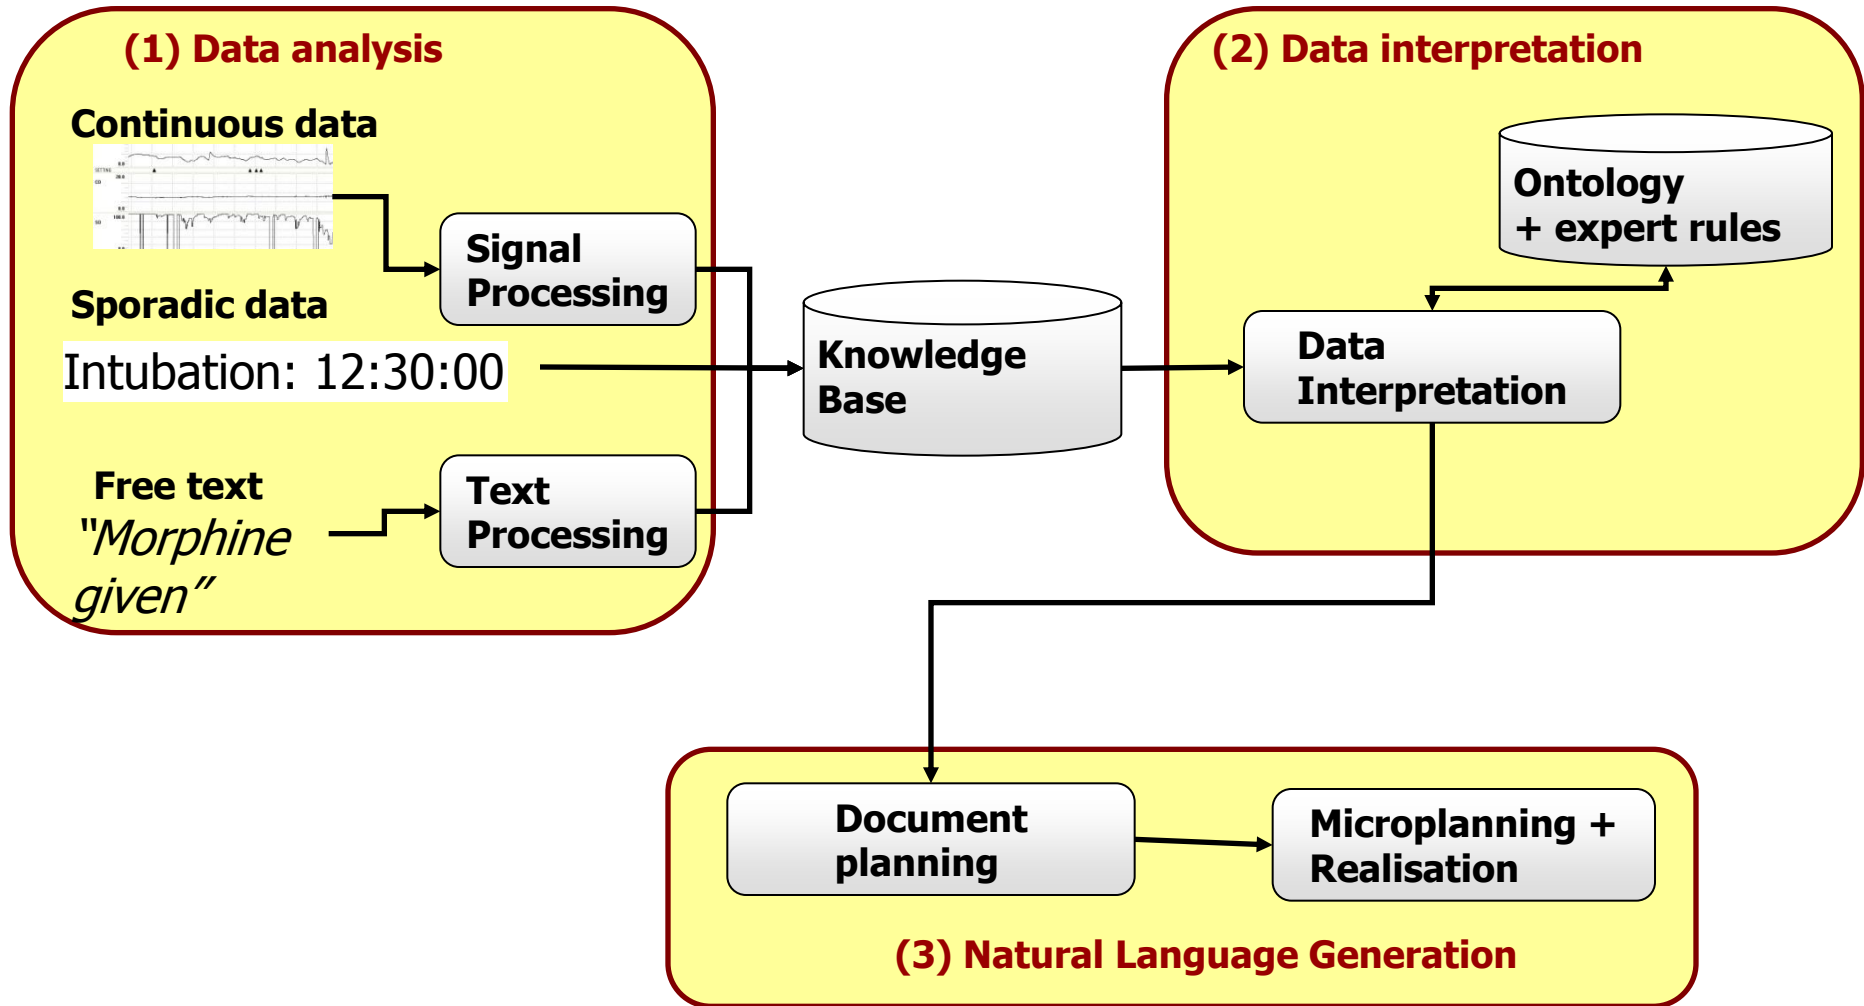 (1) Data analysis
Continuous data
Signal
Processing
Sporadic data
Intubation: 12:30:00
Free text
“Morphine
given”
Text
Processing
Knowledge
Base
(2) Data interpretation
Ontology
+ expert rules
Data
Interpretation
Document
planning
Microplanning +
Realisation
(3) Natural Language Generation